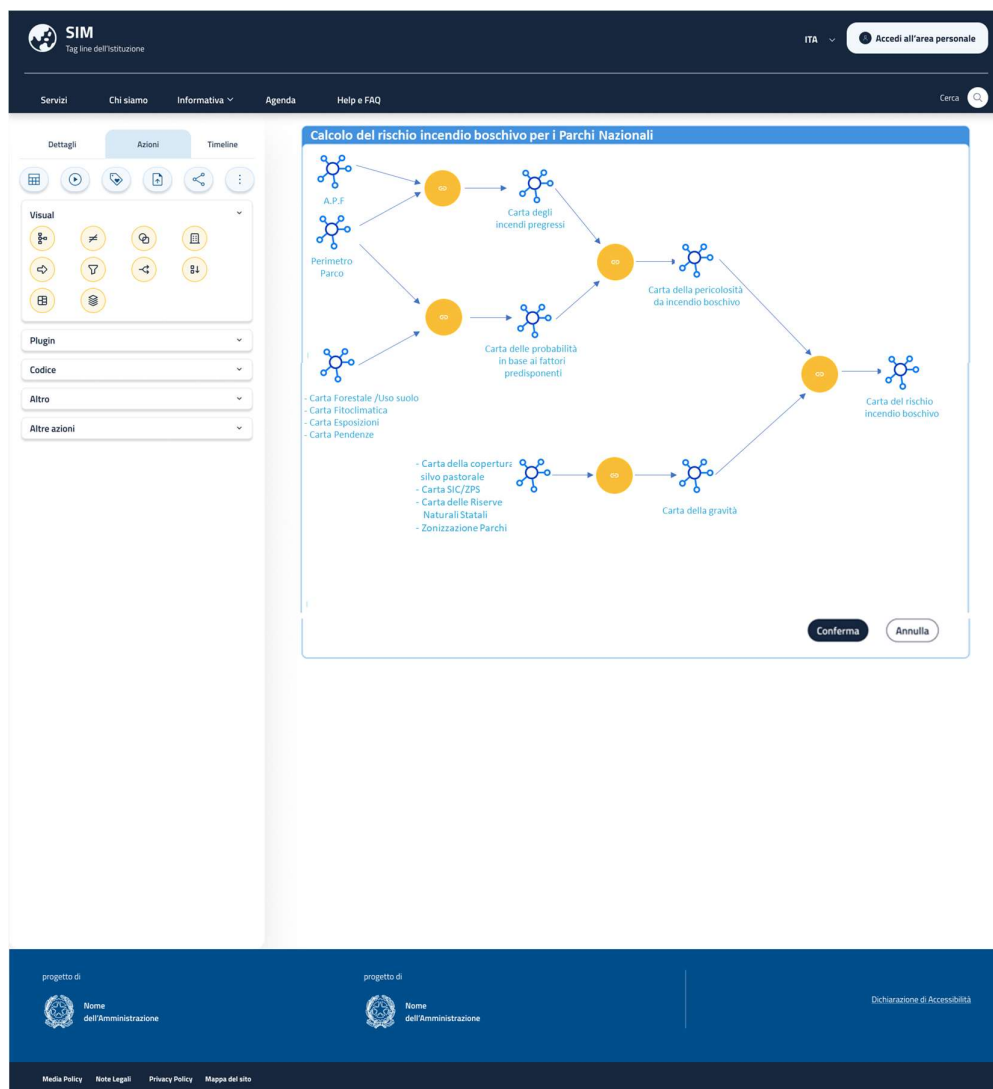 SIM
Tag line dell'Istituzione
ITA
Accedi all'area personale
Servizi
Chi siamo
Informativa
Agenda
Help e FAQ
Cerca
Dettagli
Azioni
Timeline
Visual
Plugin
Codice
Altro
Altre azioni
Calcolo del rischio incendio boschivo per i Parchi Nazionali
A.P.F
Perimetro
Parco
Carta degli
incendi pregressi
Carta della pericolosità
da incendio boschivo
Carta delle probabilità
in base ai fattori
predisponenti
- Carta Forestale /Uso suolo
- Carta Fitoclimatica
- Carta Esposizioni
- Carta Pendenze
Carta del rischio
incendio boschivo
- Carta della copertura
silvo pastorale
- Carta SIC/ZPS
- Carta delle Riserve
Naturali Statali
- Zonizzazione Parchi
Carta della gravità
Conferma
Annulla
progetto di
Nome
dell'Amministrazione
progetto di
Nome
dell'Amministrazione
Dichiarazione di Accessibilità
Media Policy
Note Legali
Privacy Policy
Mappa del sito